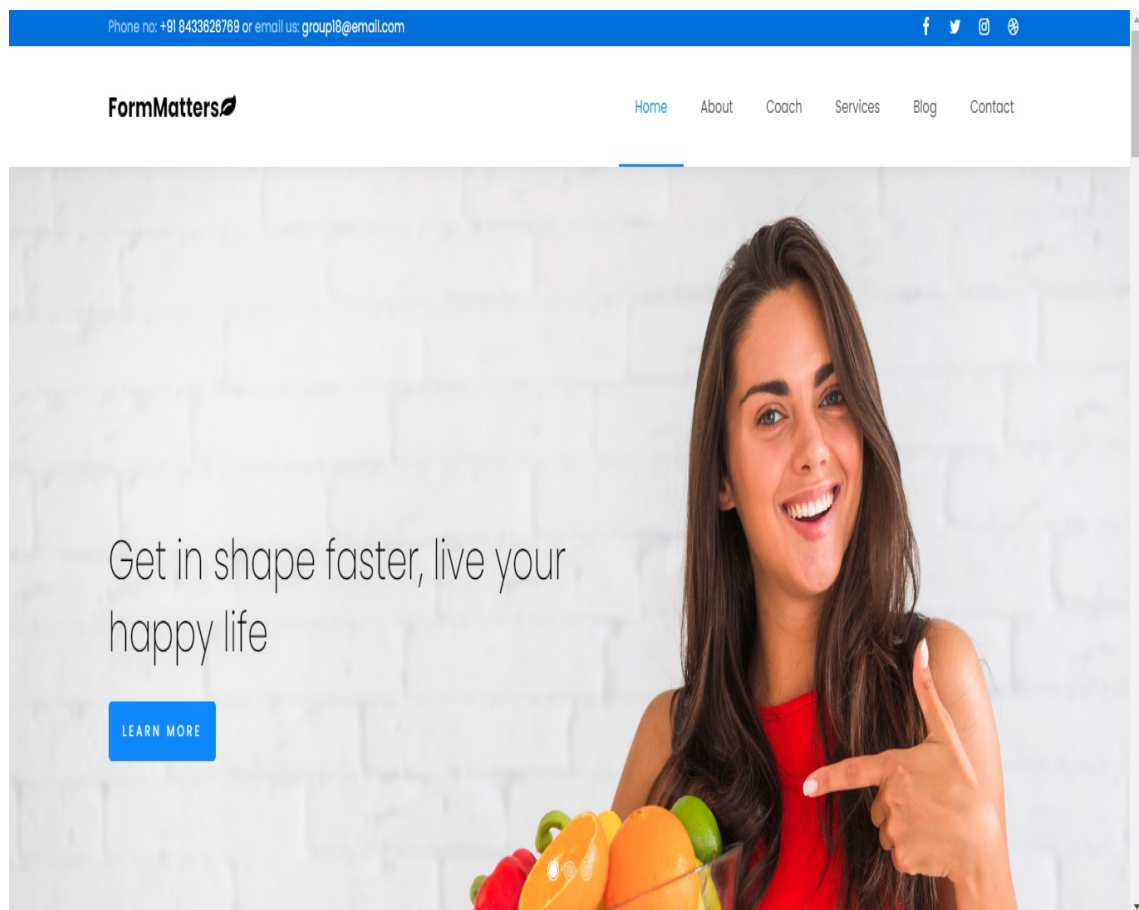 Phone no: +91 8433626769 or email us: group18@email.com
FormMatters
Home About Coach Services Blog Contact
Get in shape faster, live your
happy life
LEARN MORE